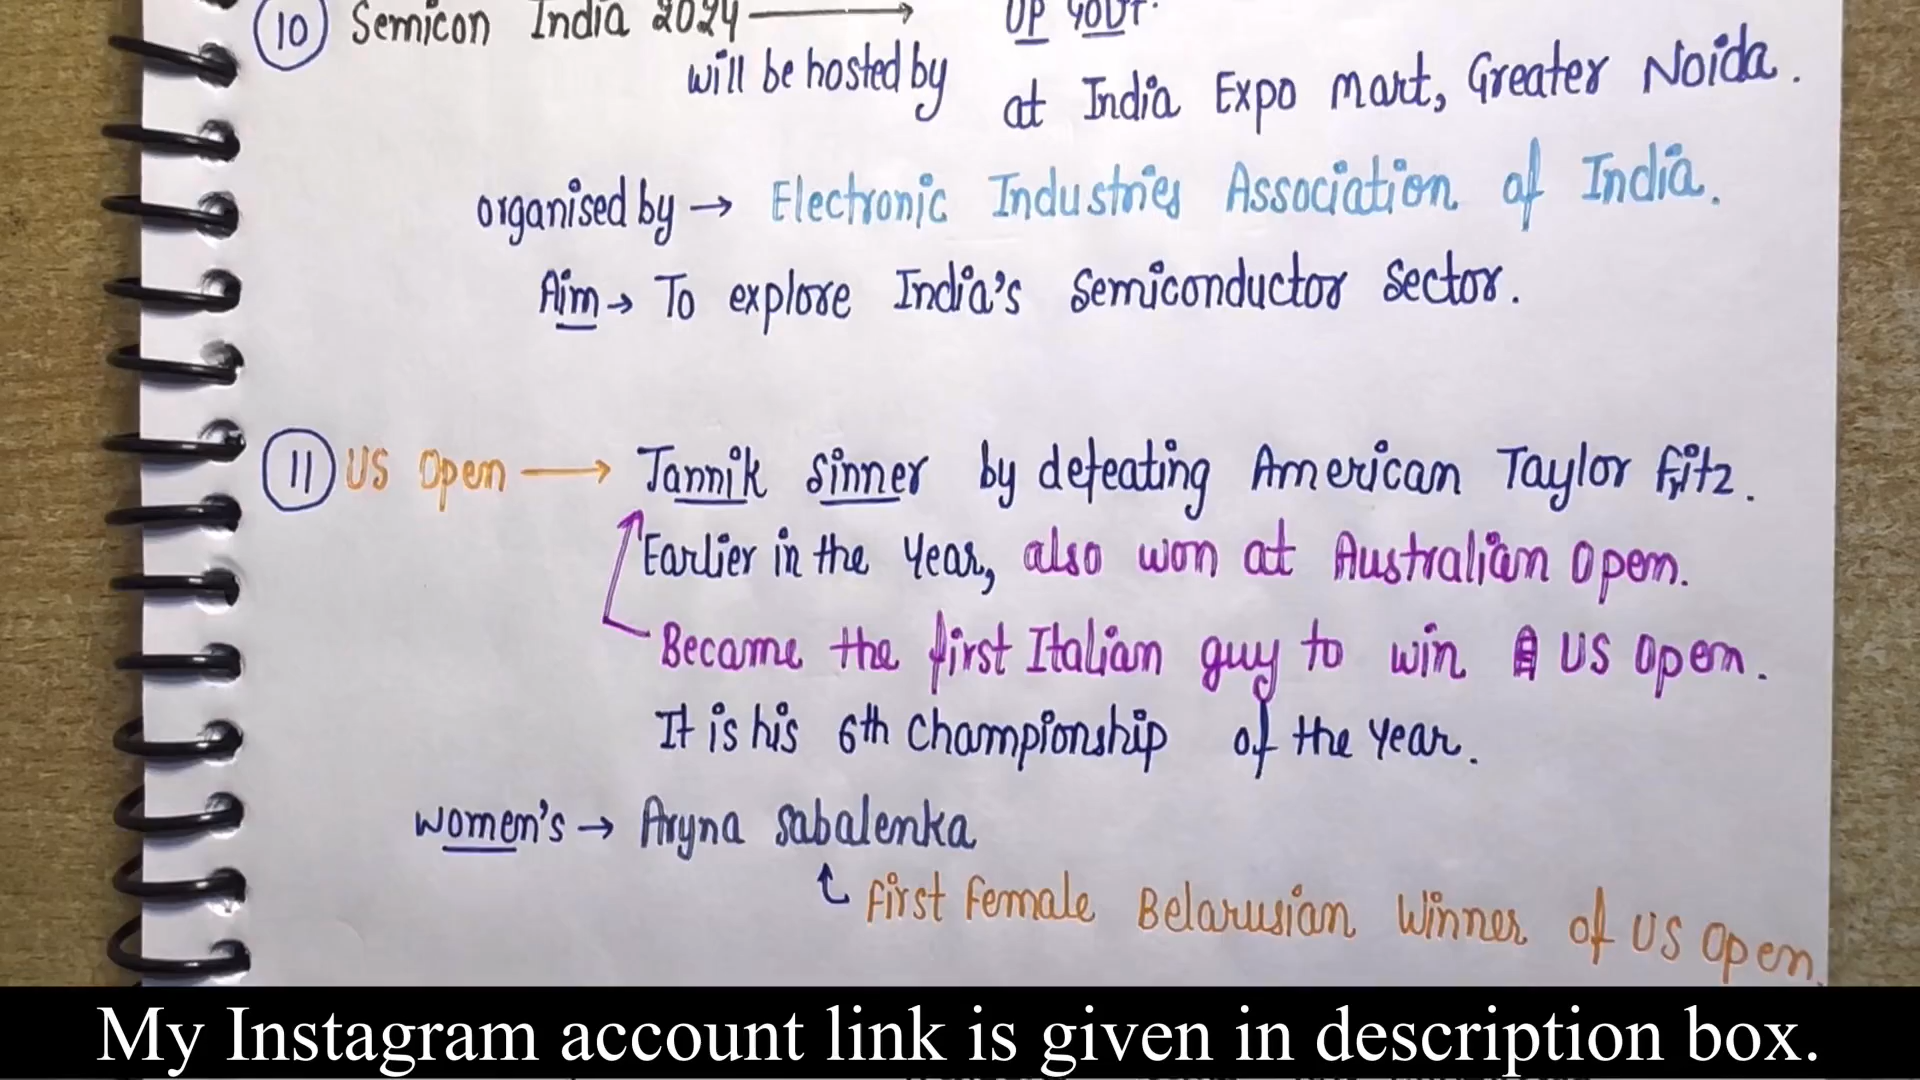 10 Semicon India 2024 → UP Govt.
will be hosted by at India Expo mart, Greater Noida.
organised by → Electronic Industries Association of India.
Aim → To explore India's Semiconductor Sector.
11 US Open → Jannik Sinner by defeating American Taylor Fritz.
Earlier in the Year, also won at Australian Open.
Became the first Italian guy to win US Open.
It is his 6th Championship of the Year.
women's → Aryna Sabalenka
First Female Belarusian Winner of US Open.
My Instagram account link is given in description box.